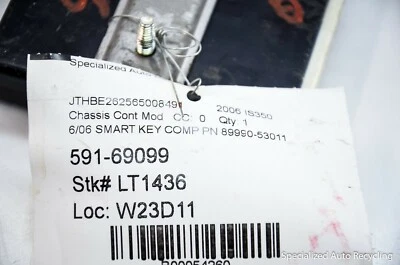 Specialized Auto
JTHBE262565008491 2006 IS350
Chassis Cont Mod CC: 0 Qty 1
6/06 SMART KEY COMP PN 89990-53011
591-69099
Stk# LT1436
Loc: W23D11
Specialized Auto Recycling